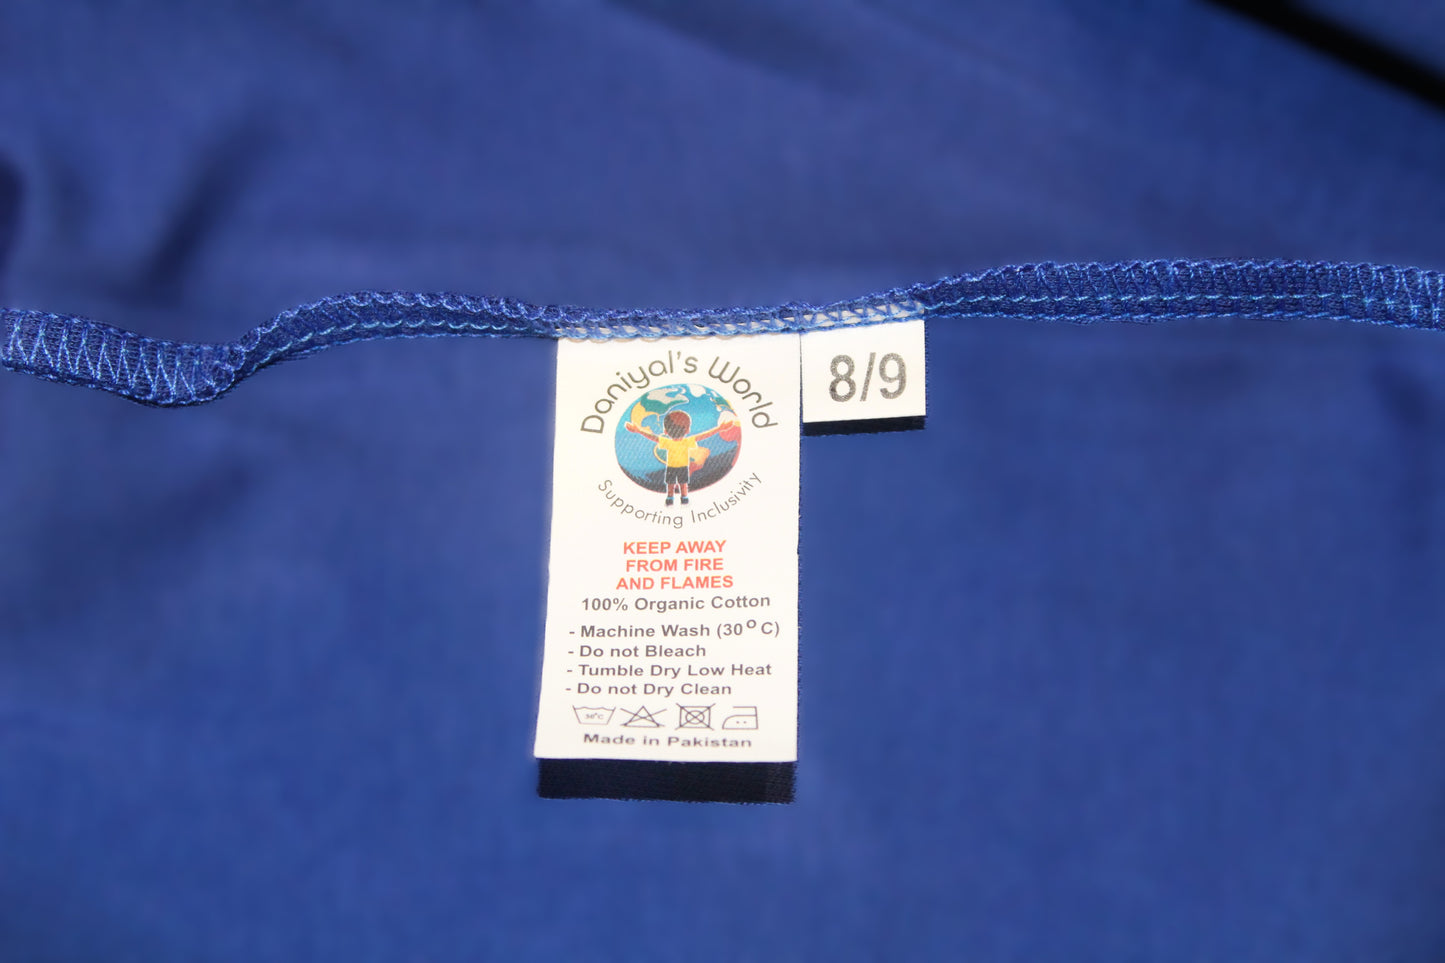 Daniyal's World
8/9
Supporting Inclusivity
KEEP AWAY
FROM FIRE
AND FLAMES
100% Organic Cotton
- Machine Wash (30° C)
- Do not Bleach
- Tumble Dry Low Heat
- Do not Dry Clean
30°C
Made in Pakistan